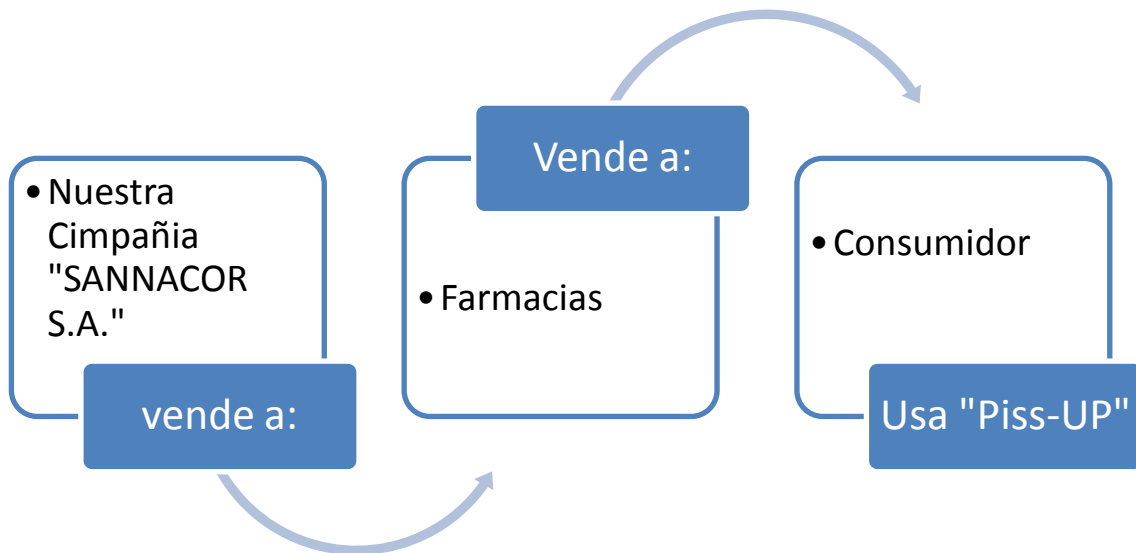 • Nuestra
Cimpañia
"SANNACOR
S.A."
vende a:
Vende a:
• Farmacias
• Consumidor
Usa "Piss-UP"